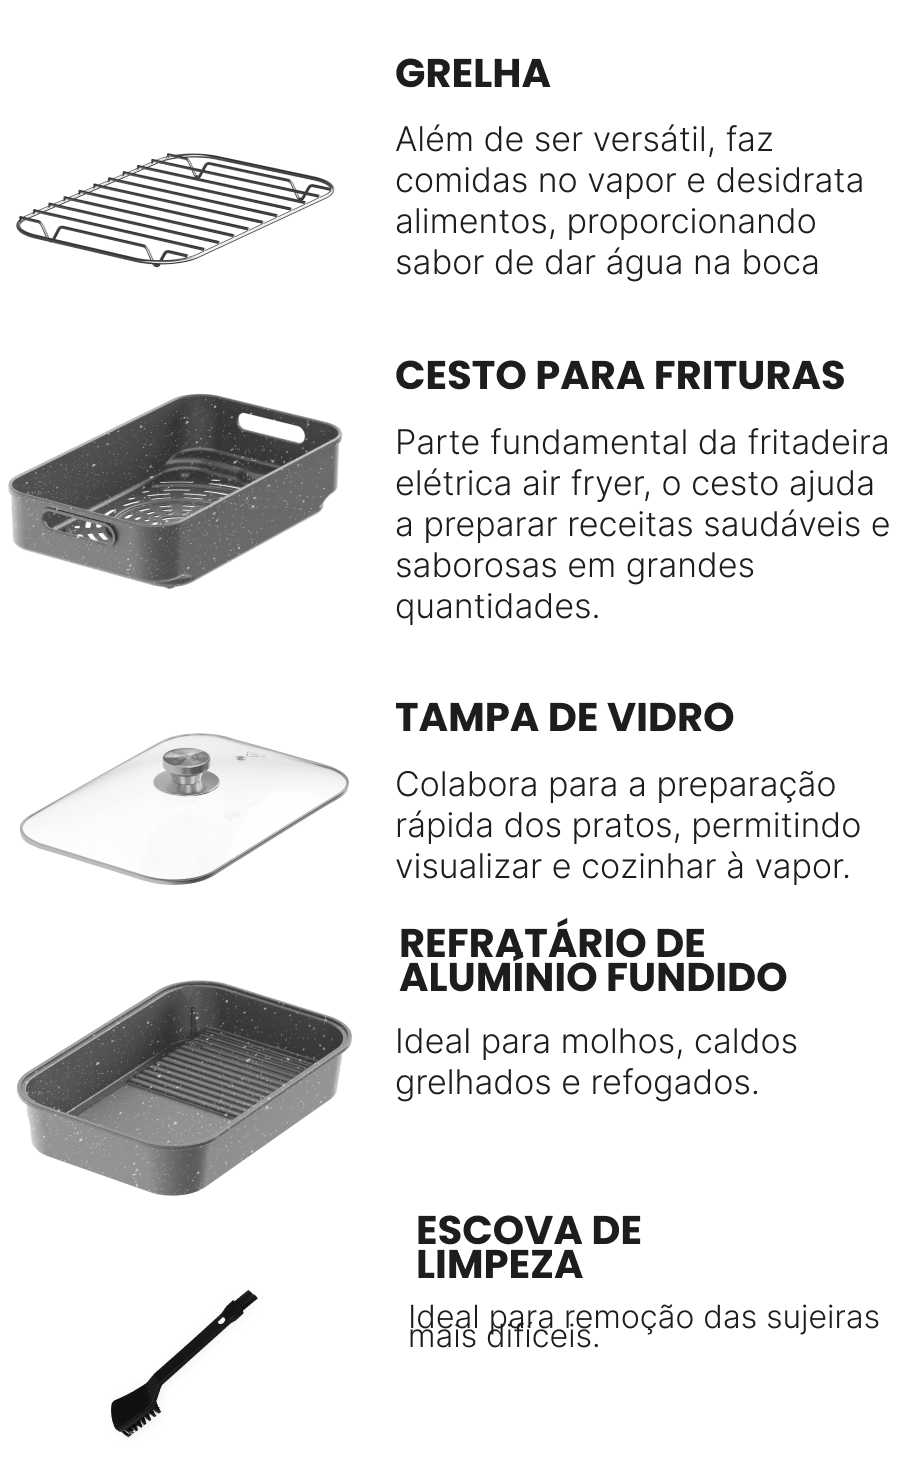 GRELHA
Além de ser versátil, faz
comidas no vapor e desidrata
alimentos, proporcionando
sabor de dar água na boca
CESTO PARA FRITURAS
Parte fundamental da fritadeira
elétrica air fryer, o cesto ajuda
a preparar receitas saudáveis e
saborosas em grandes
quantidades.
TAMPA DE VIDRO
Colabora para a preparação
rápida dos pratos, permitindo
visualizar e cozinhar à vapor.
REFRATÁRIO DE
ALUMÍNIO FUNDIDO
Ideal para molhos, caldos
grelhados e refogados.
ESCOVA DE
LIMPEZA
Ideal para remoção das sujeiras
mais difíceis.